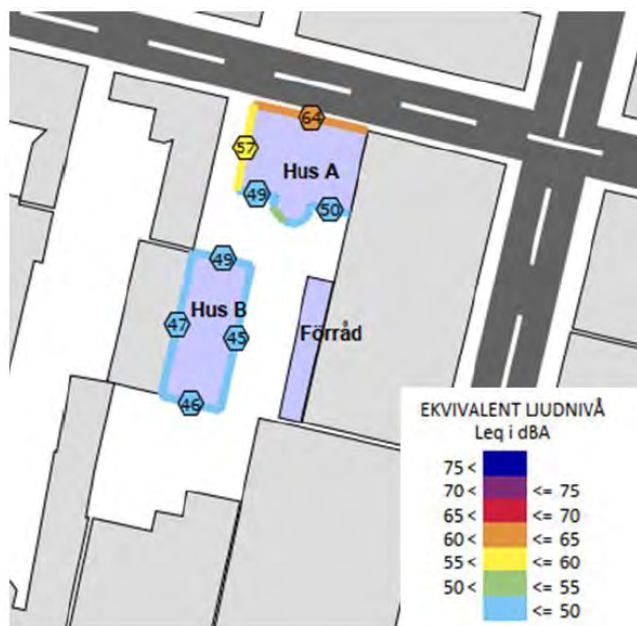 64
57
Hus A
49
50
49
Hus B
47
45
Förråd
46
EKVIVALENT LJUDNIVÅ
Leq i dBA
75 <
70 < <= 75
65 < <= 70
60 < <= 65
55 < <= 60
50 < <= 55
<= 50